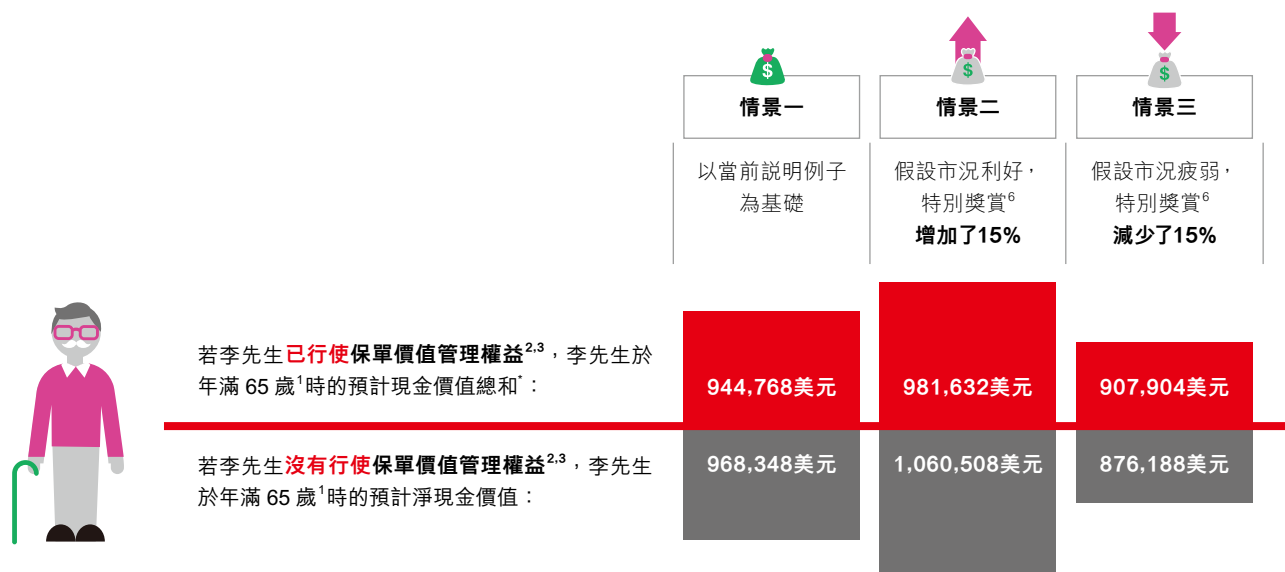 $
$
$
情景一
情景二
情景三
以當前説明例子
為基礎
假設市況利好，
特別獎賞6
增加了15%
假設市況疲弱，
特別獎賞6
減少了15%
若李先生已行使保單價值管理權益2,3，李先生於
年滿 65 歲1時的預計現金價值總和*：
944,768美元
981,632美元
907,904美元
若李先生沒有行使保單價值管理權益2,3，李先生
於年滿 65 歲1時的預計淨現金價值：
968,348美元
1,060,508美元
876,188美元